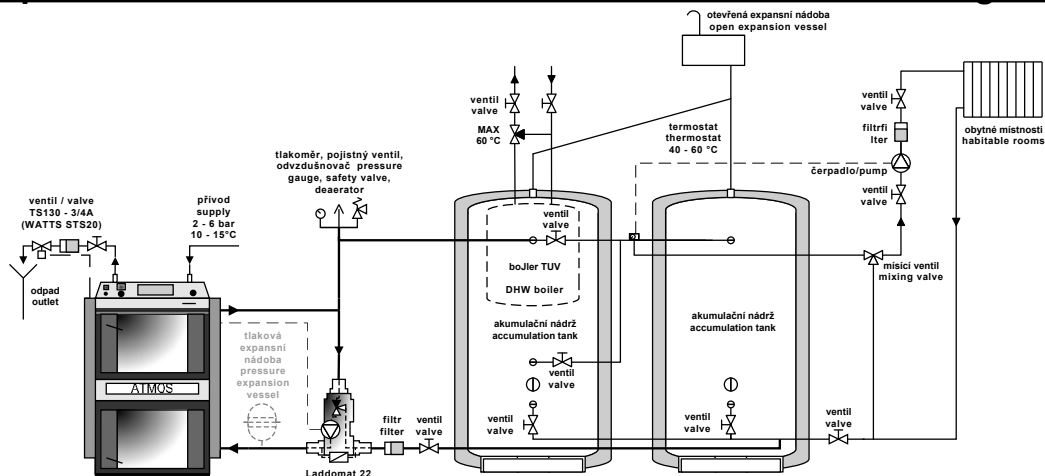 otevřená expansní nádoba
open expansion vessel
ventil
valve
MAX
60 °C
termostat
thermostat
40 - 60 °C
ventil
valve
filtrfi
lter
čerpadlo/pump
ventil
valve
obytné místnosti
habitable rooms
tlakoměr, pojistný ventil,
odvzdušnovač pressure
gauge, safety valve,
deaerator
ventil / valve
TS130 - 3/4A
(WATTS STS20)
přívod
supply
2 - 6 bar
10 - 15°C
odpad
outlet
ventil
valve
bojler TUV
DHW boiler
mísící ventil
mixing valve
akumulační nádrž
accumulation tank
akumulační nádrž
accumulation tank
tlaková
expansní
nádoba
pressure
expansion
vessel
ATMOS
ventil
valve
filtr
filter
ventil
valve
ventil
valve
ventil
valve
ventil
valve
Laddomat 22